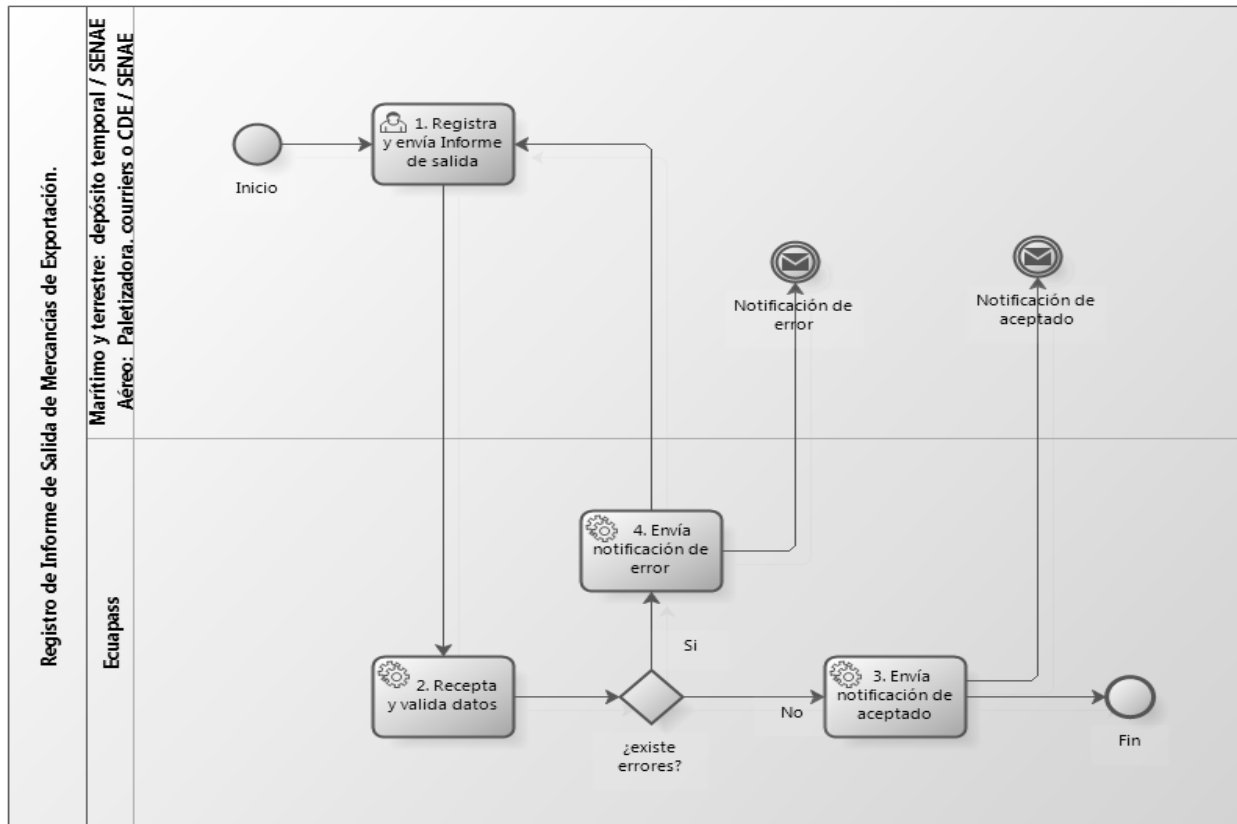 Registro de Informe de Salida de Mercancías de Exportación.
Marítimo y terrestre: depósito temporal / SENAE
Aéreo: Paletizadora, courriers o CDE / SENAE
Inicio
1. Registra
y envía Informe
de salida
Notificación de
error
Notificación de
aceptado
Ecuapass
4. Envía
notificación de
error
Si
2. Recepta
y valida datos
¿existe
errores?
No
3. Envía
notificación de
aceptado
Fin